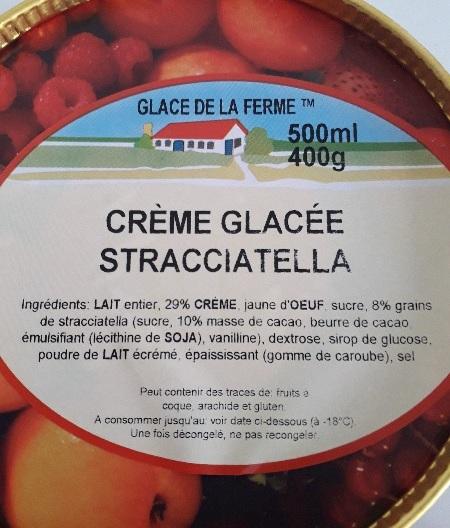 GLACE DE LA FERME ™
500ml
400g
CRÈME GLACÉE
STRACCIATELLA
Ingrédients: LAIT entier, 29% CRÈME, jaune d'OEUF, sucre, 8% grains
de stracciatella (sucre, 10% masse de cacao, beurre de cacao,
émulsifiant (lécithine de SOJA), vanilline), dextrose, sirop de glucose,
poudre de LAIT écrémé, épaississant (gomme de caroube), sel
Peut contenir des traces de: fruits a
coque, arachide et gluten.
A consommer jusqu'au: voir date ci-dessous (à -18°C).
Une fois décongelé, ne pas recongeler.